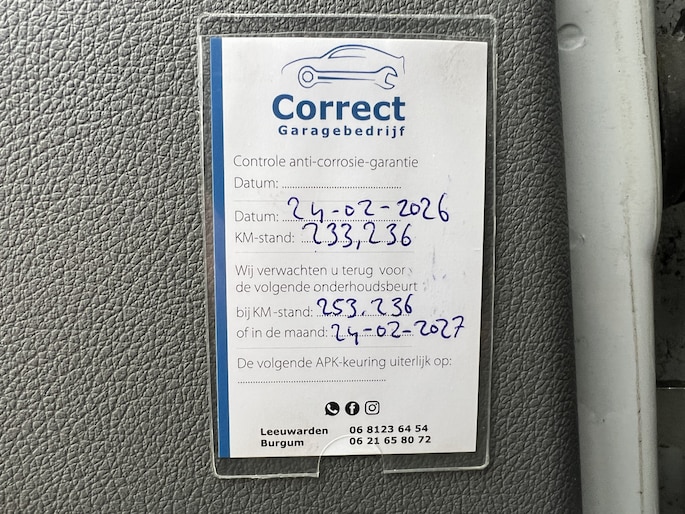 Correct
Garagebedrijf
Controle anti-corrosie-garantie
Datum: ................................
Datum: 24-02-2026
KM-stand: 233,236
Wij verwachten u terug voor
de volgende onderhoudsbeurt
bij KM-stand: 253.236
of in de maand: 24-02-2027
De volgende APK-keuring uiterlijk op:
........................................
Leeuwarden 06 8123 64 54
Burgum 06 21 65 80 72